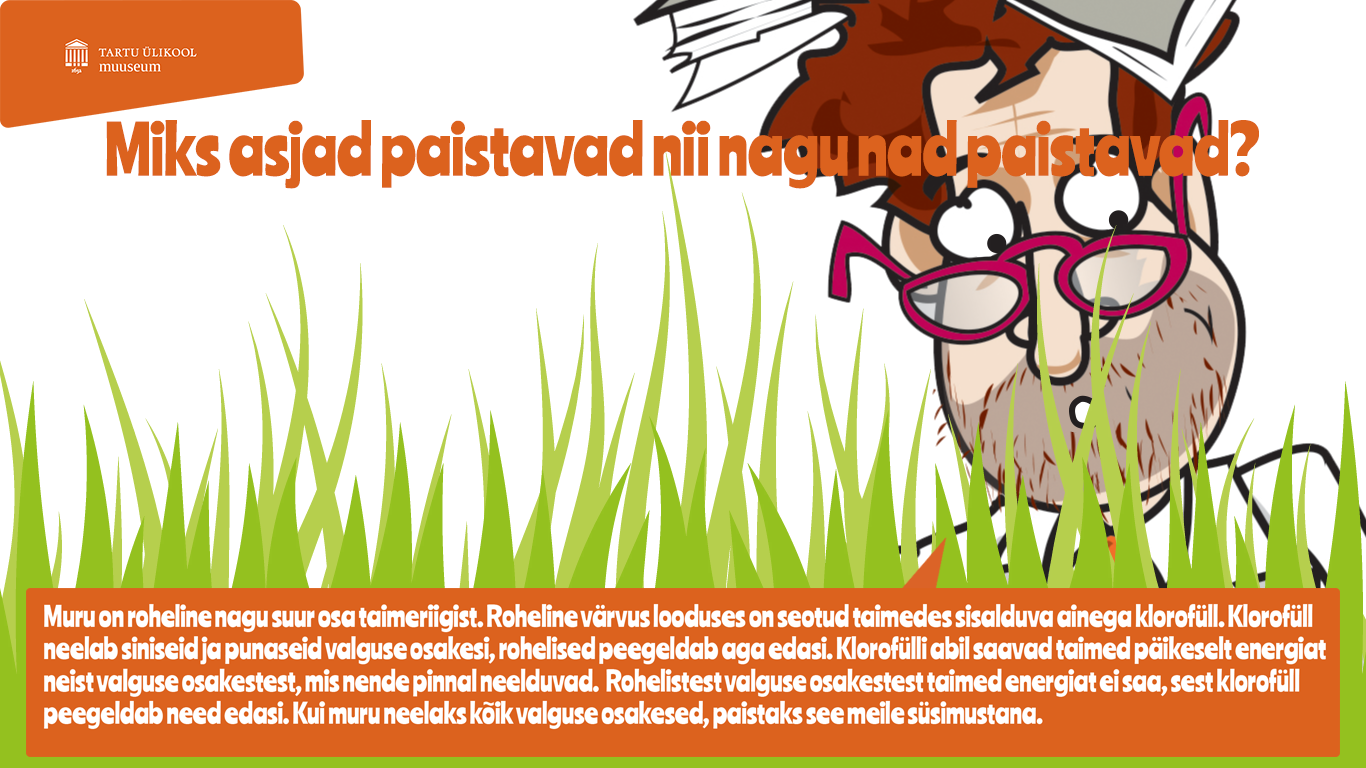 TARTU ÜLIKOOL
muuseum
1632
Miks asjad paistavad nii nagu nad paistavad?
Muru on roheline nagu suur osa taimeriigist. Roheline värvus looduses on seotud taimedes sisalduva ainega klorofüll. Klorofüll
neelab siniseid ja punaseid valguse osakesi, rohelised peegeldab aga edasi. Klorofülli abil saavad taimed päikeselt energiat
neist valguse osakestest, mis nende pinnal neelduvad. Rohelistest valguse osakestest taimed energiat ei saa, sest klorofüll
peegeldab need edasi. Kui muru neelaks kõik valguse osakesed, paistaks see meile süsimustana.